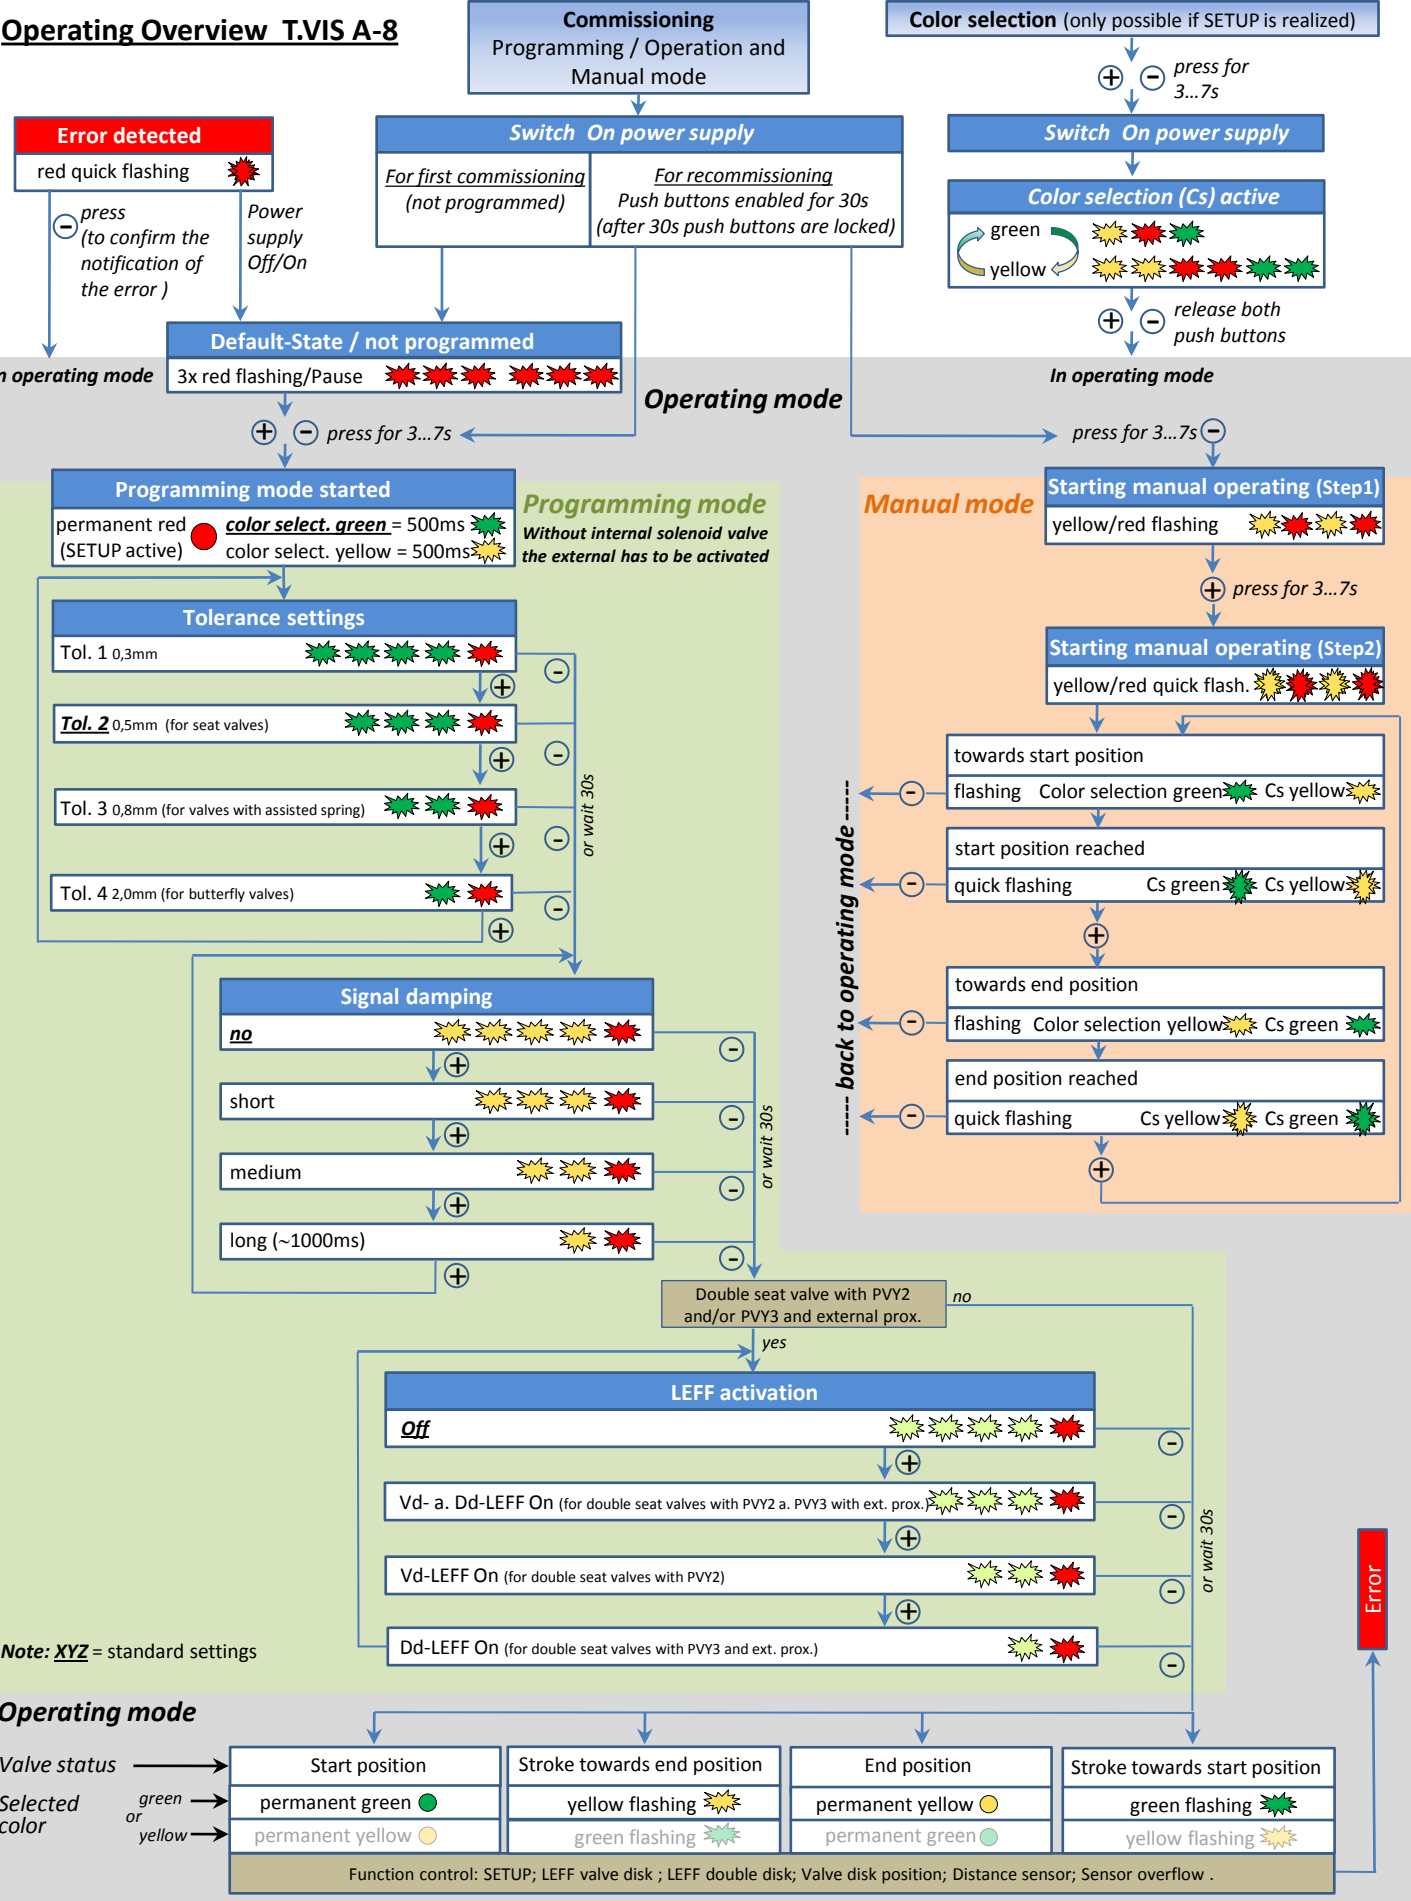 Operating Overview T.VIS A-8
Commissioning
Programming / Operation and
Manual mode
Color selection (only possible if SETUP is realized)
+ - press for
3...7s
Error detected
red quick flashing
Switch On power supply
For first commissioning
(not programmed)
For recommissioning
Push buttons enabled for 30s
(after 30s push buttons are locked)
Switch On power supply
Color selection (Cs) active
green
yellow
- press
(to confirm the
notification of
the error )
Power
supply
Off/On
+ - release both
push buttons
Default-State / not programmed
3x red flashing/Pause
n operating mode
Operating mode
In operating mode
+ - press for 3...7s
press for 3...7s -
Programming mode started
permanent red
(SETUP active)
color select. green = 500ms
color select. yellow = 500ms
Programming mode
Without internal solenoid valve
the external has to be activated
Manual mode
Starting manual operating (Step1)
yellow/red flashing
+ press for 3...7s
Starting manual operating (Step2)
yellow/red quick flash.
Tolerance settings
Tol. 1 0,3mm
-
+
Tol. 2 0,5mm (for seat valves)
-
+
Tol. 3 0,8mm (for valves with assisted spring)
-
+
Tol. 4 2,0mm (for butterfly valves)
-
+
or wait 30s
towards start position
flashing Color selection green Cs yellow
-
start position reached
quick flashing Cs green Cs yellow
-
+
towards end position
flashing Color selection yellow Cs green
-
end position reached
quick flashing Cs yellow Cs green
-
+
----- back to operating mode -----
Signal damping
no
-
+
short
-
+
medium
-
+
long (~1000ms)
-
+
or wait 30s
Double seat valve with PVY2
and/or PVY3 and external prox.
no
yes
LEFF activation
Off
-
+
Vd- a. Dd-LEFF On (for double seat valves with PVY2 a. PVY3 with ext. prox.)
-
+
Vd-LEFF On (for double seat valves with PVY2)
-
+
Dd-LEFF On (for double seat valves with PVY3 and ext. prox.)
-
or wait 30s
Error
Note: XYZ = standard settings
Operating mode
Valve status
Selected
color
green
or
yellow
Start position
permanent green
permanent yellow
Stroke towards end position
yellow flashing
green flashing
End position
permanent yellow
permanent green
Stroke towards start position
green flashing
yellow flashing
Function control: SETUP; LEFF valve disk ; LEFF double disk; Valve disk position; Distance sensor; Sensor overflow .